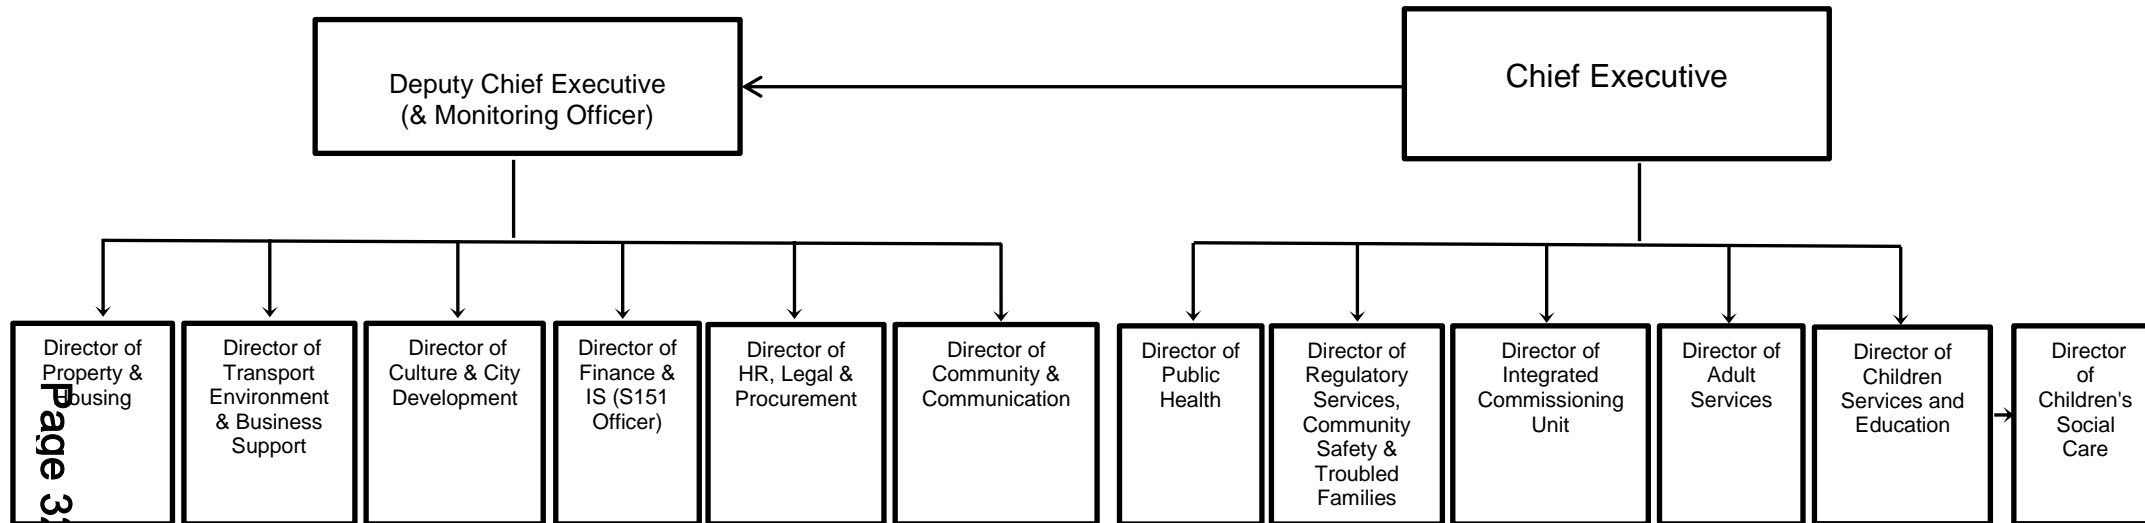 Deputy Chief Executive
(& Monitoring Officer)
Chief Executive
Director of
Property &
Housing
Director of
Transport
Environment
& Business
Support
Director of
Culture & City
Development
Director of
Finance &
IS (S151
Officer)
Director of
HR, Legal &
Procurement
Director of
Community &
Communication
Director of
Public
Health
Director of
Regulatory
Services,
Community
Safety &
Troubled
Families
Director of
Integrated
Commissioning
Unit
Director of
Adult
Services
Director of
Children
Services and
Education
Director
of
Children's
Social
Care
Page